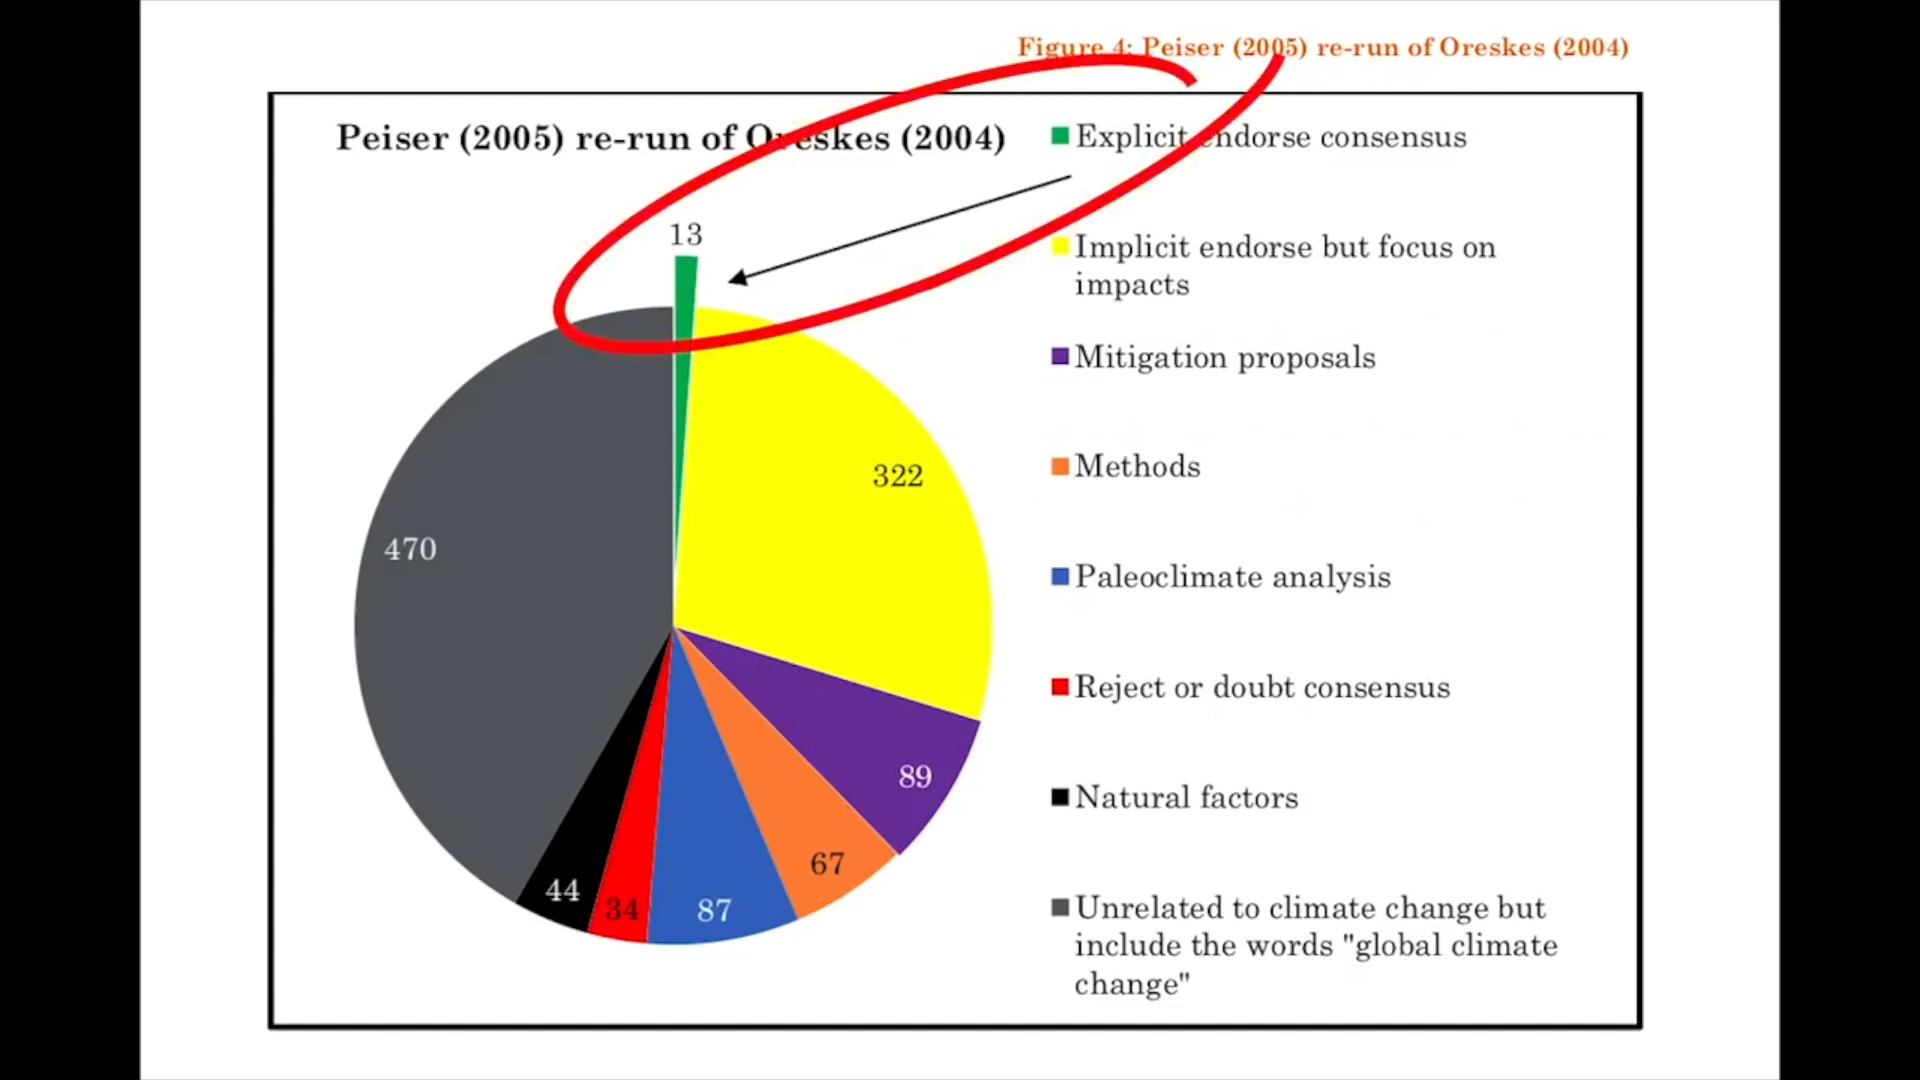 Figure 4: Peiser (2005) re-run of Oreskes (2004)
Peiser (2005) re-run of Oreskes (2004)
Explicit endorse consensus
13
Implicit endorse but focus on
impacts
Mitigation proposals
322
Methods
470
Paleoclimate analysis
Reject or doubt consensus
89
Natural factors
67
44
34
87
Unrelated to climate change but
include the words "global climate
change"